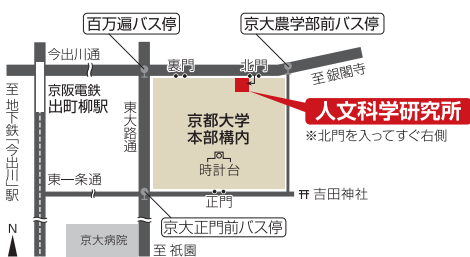 百万遍バス停
京大農学部前バス停
今出川通
裏門
北門
至 銀閣寺
京阪電鉄
出町柳駅
至 地下鉄「今出川」駅
東大路通
京都大学
本部構内
時計台
人文科学研究所
※北門を入ってすぐ右側
東一条通
正門
吉田神社
京大正門前バス停
N
京大病院
至 祇園